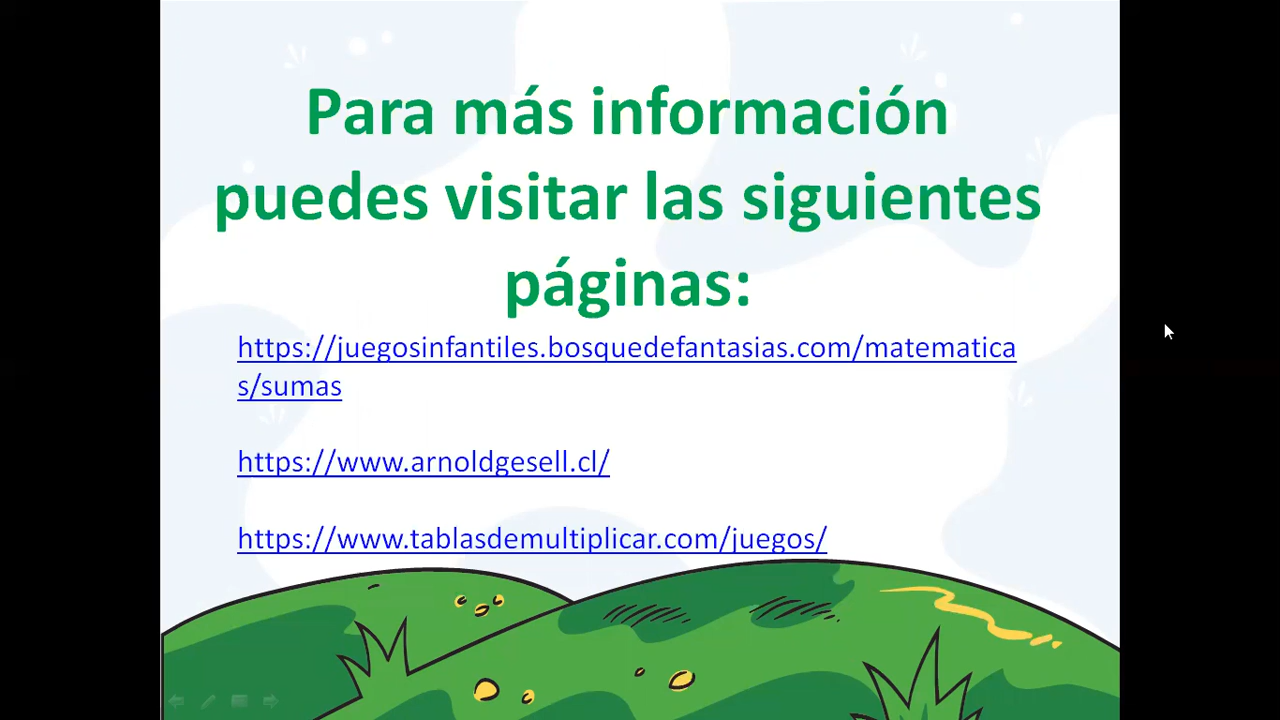 Para más información
puedes visitar las siguientes
páginas:
https://juegosinfantiles.bosquedefantasias.com/matematica
s/sumas
https://www.arnoldgesell.cl/
https://www.tablasdemultiplicar.com/juegos/